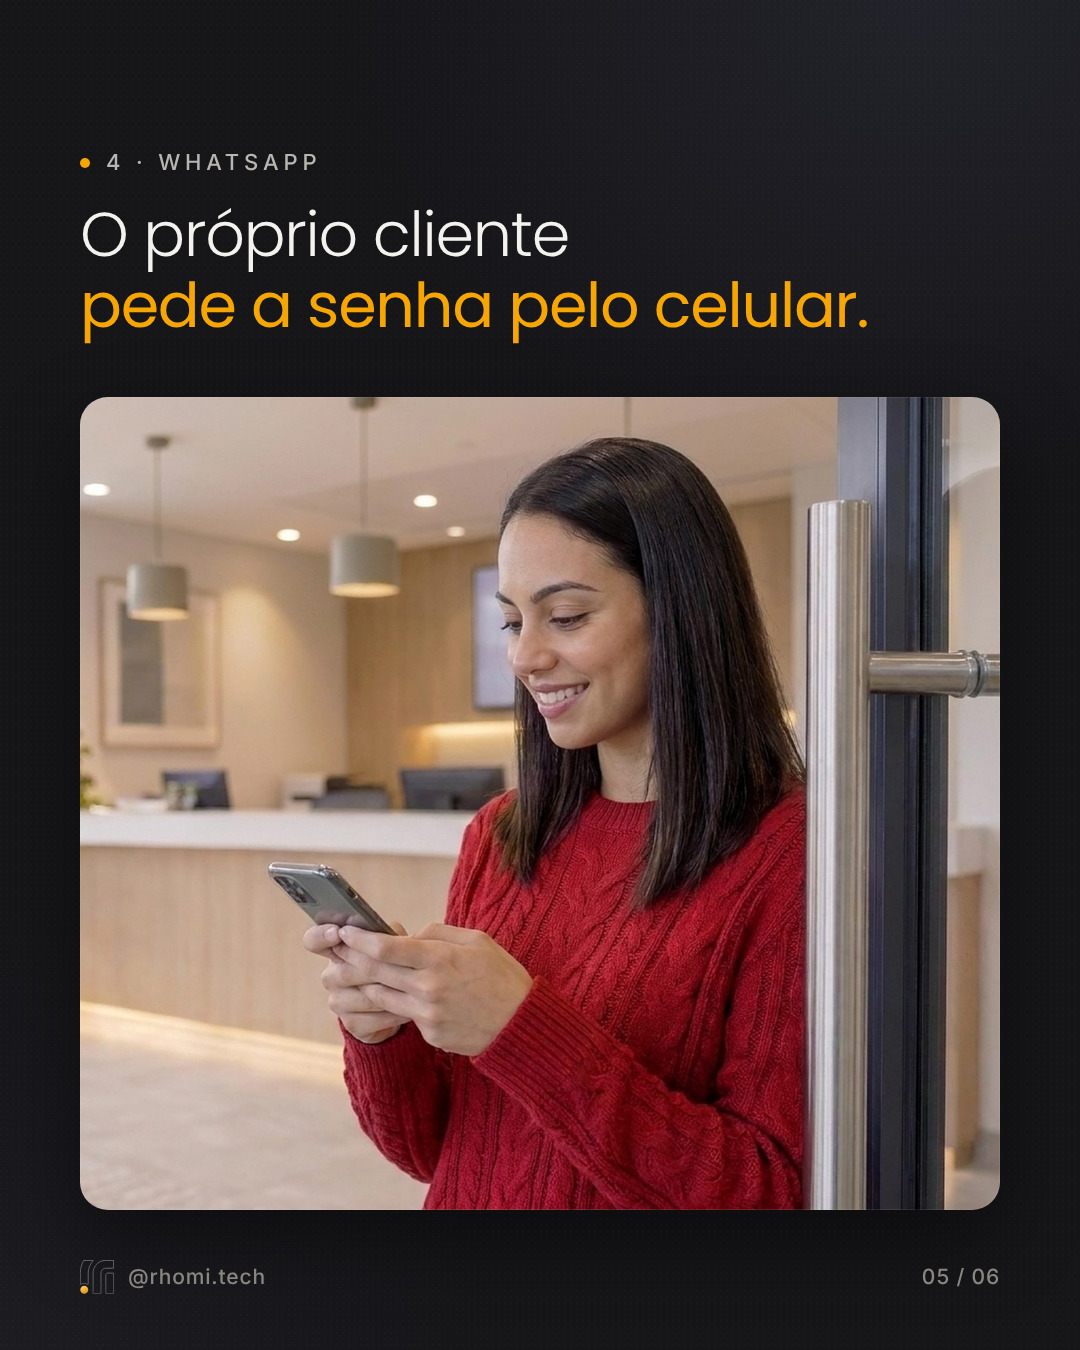 4 · WHATSAPP
O próprio cliente
pede a senha pelo celular.
@rhomi.tech
05 / 06